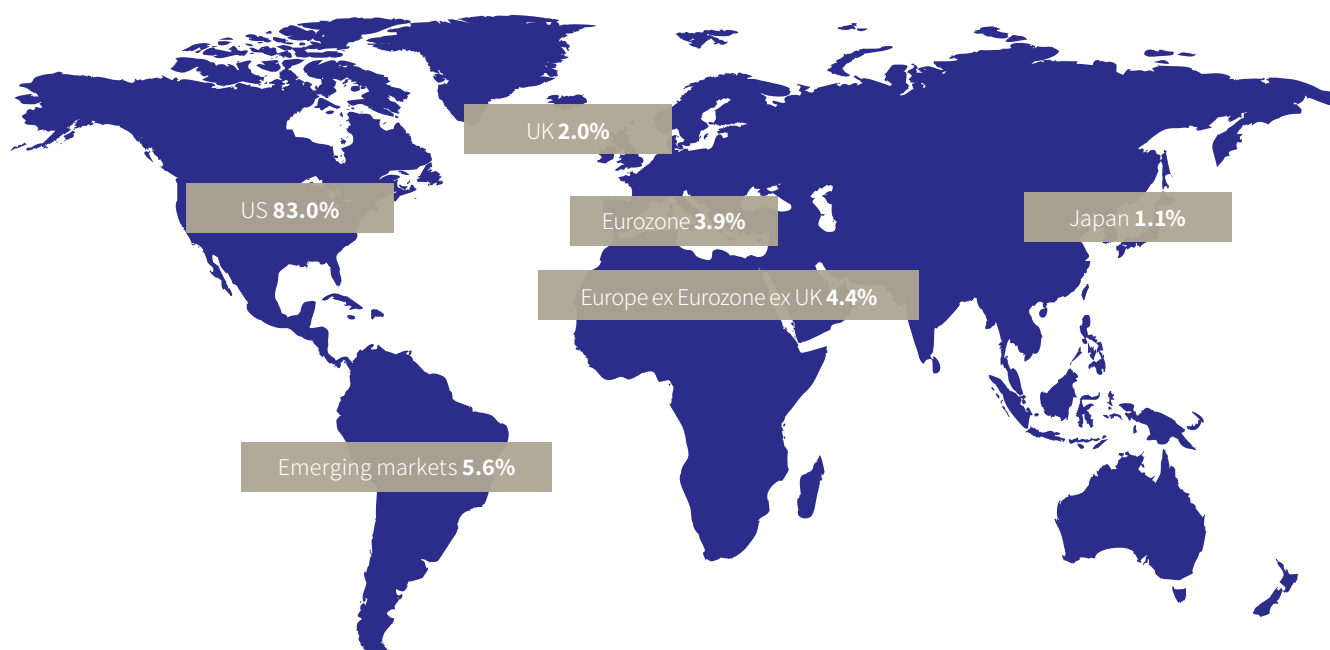 UK 2.0%
US 83.0%
Eurozone 3.9%
Japan 1.1%
Europe ex Eurozone ex UK 4.4%
Emerging markets 5.6%